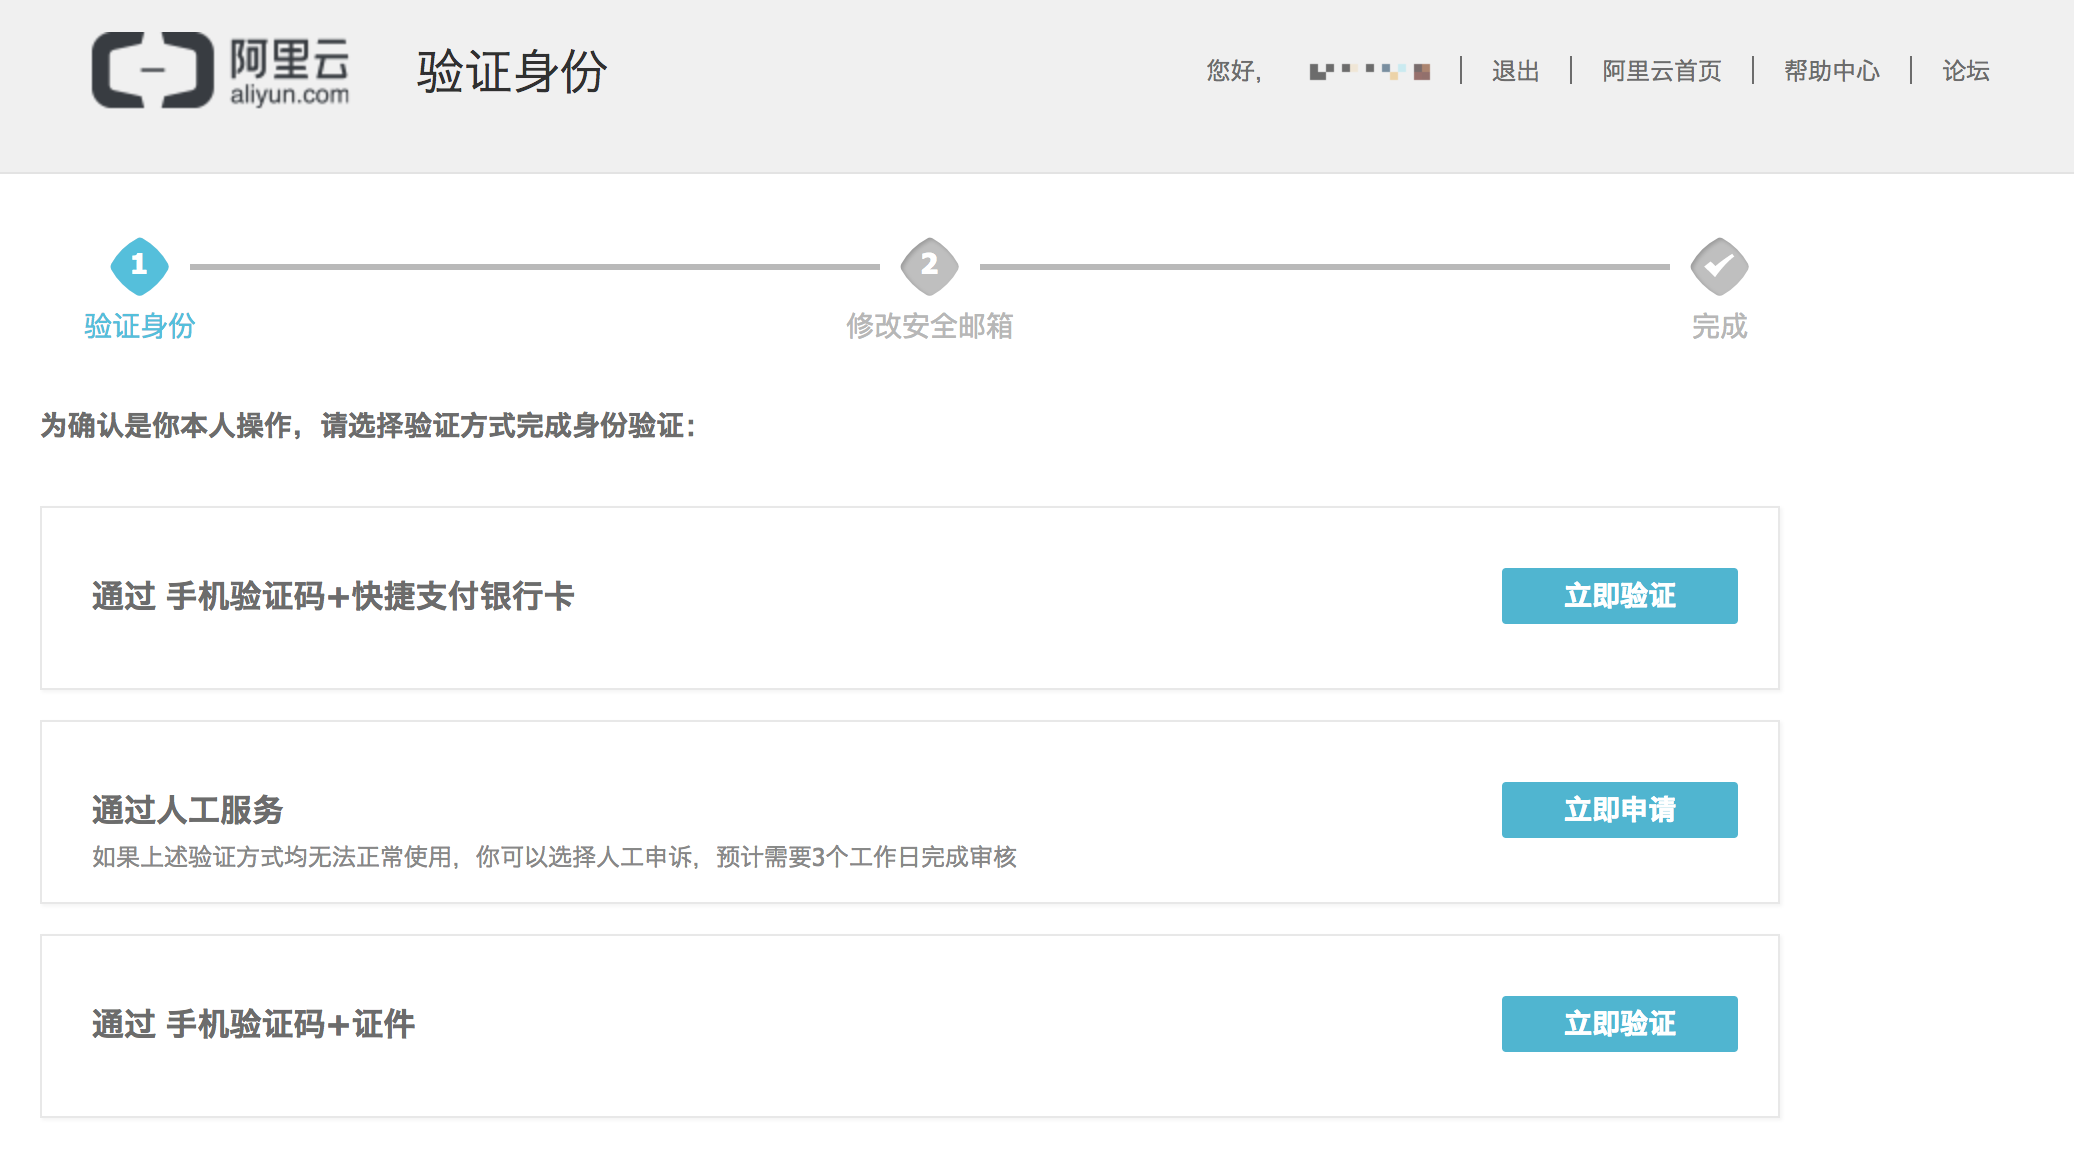 阿里云
aliyun.com
验证身份
您好,
退出
阿里云首页
帮助中心
论坛
1
2
验证身份
修改安全邮箱
完成
为确认是你本人操作，请选择验证方式完成身份验证：
通过 手机验证码+快捷支付银行卡
立即验证
通过人工服务
立即申请
如果上述验证方式均无法正常使用，你可以选择人工申诉，预计需要3个工作日完成审核
通过 手机验证码+证件
立即验证